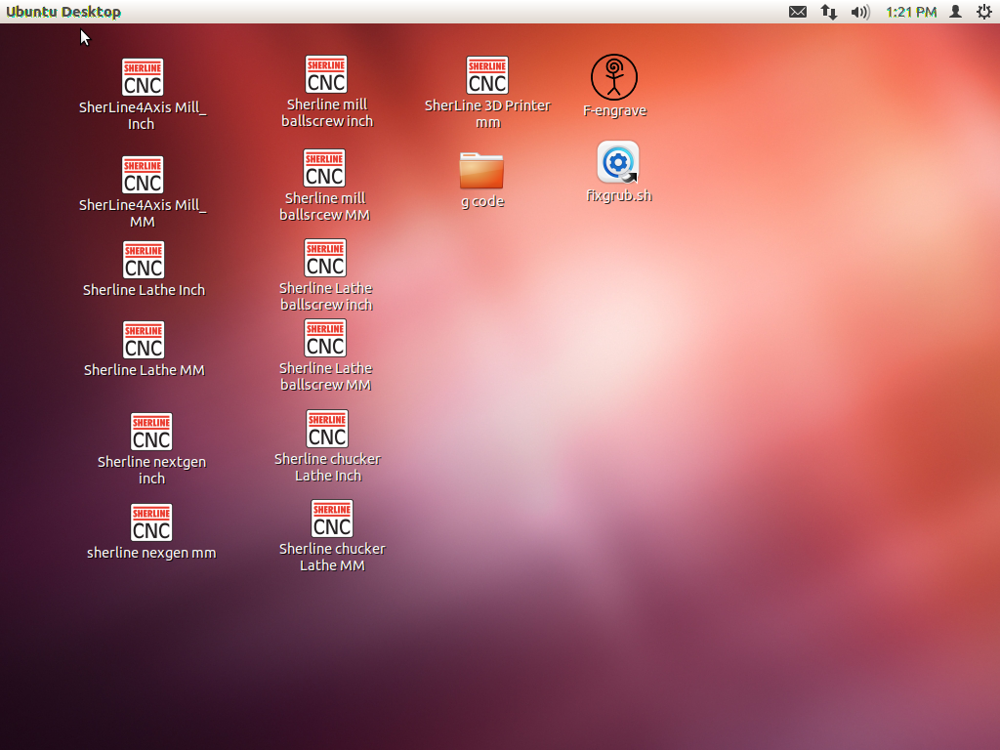 Ubuntu Desktop
1:21 PM
SHERLINE
CNC
SherLine4Axis Mill_
Inch
SHERLINE
CNC
Sherline mill
ballscrew inch
SHERLINE
CNC
SherLine 3D Printer
mm
F-engrave
SHERLINE
CNC
SherLine4Axis Mill_
MM
SHERLINE
CNC
Sherline mill
ballsrcew MM
g code
fixgrub.sh
SHERLINE
CNC
Sherline Lathe Inch
SHERLINE
CNC
Sherline Lathe
ballscrew inch
SHERLINE
CNC
Sherline Lathe MM
SHERLINE
CNC
Sherline Lathe
ballscrew MM
SHERLINE
CNC
Sherline nextgen
inch
SHERLINE
CNC
Sherline chucker
Lathe Inch
SHERLINE
CNC
sherline nexgen mm
SHERLINE
CNC
Sherline chucker
Lathe MM